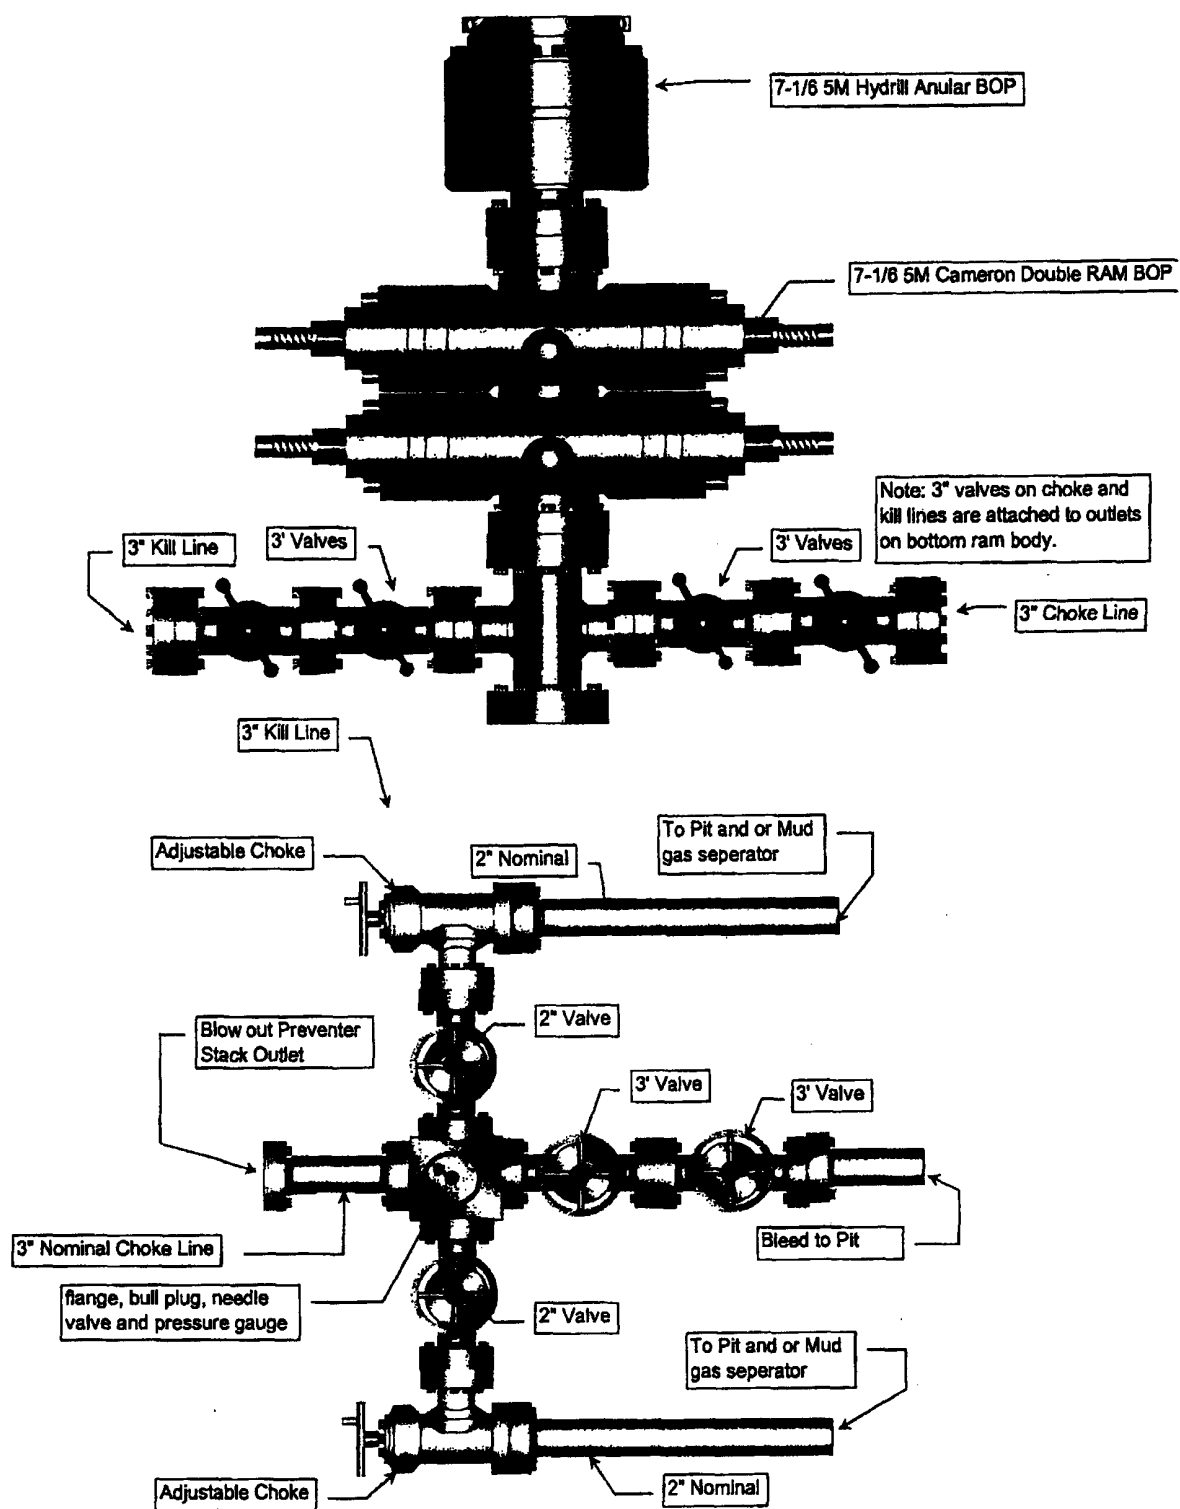 7-1/6 5M Hydrill Anular BOP
7-1/6 5M Cameron Double RAM BOP
Note: 3" valves on choke and
kill lines are attached to outlets
on bottom ram body.
3" Kill Line
3' Valves
3' Valves
3" Choke Line
3" Kill Line
To Pit and or Mud
gas seperator
Adjustable Choke
2" Nominal
Blow out Preventer
Stack Outlet
2" Valve
3' Valve
3' Valve
3" Nominal Choke Line
Bleed to Pit
flange, bull plug, needle
valve and pressure gauge
2" Valve
To Pit and or Mud
gas seperator
Adjustable Choke
2" Nominal